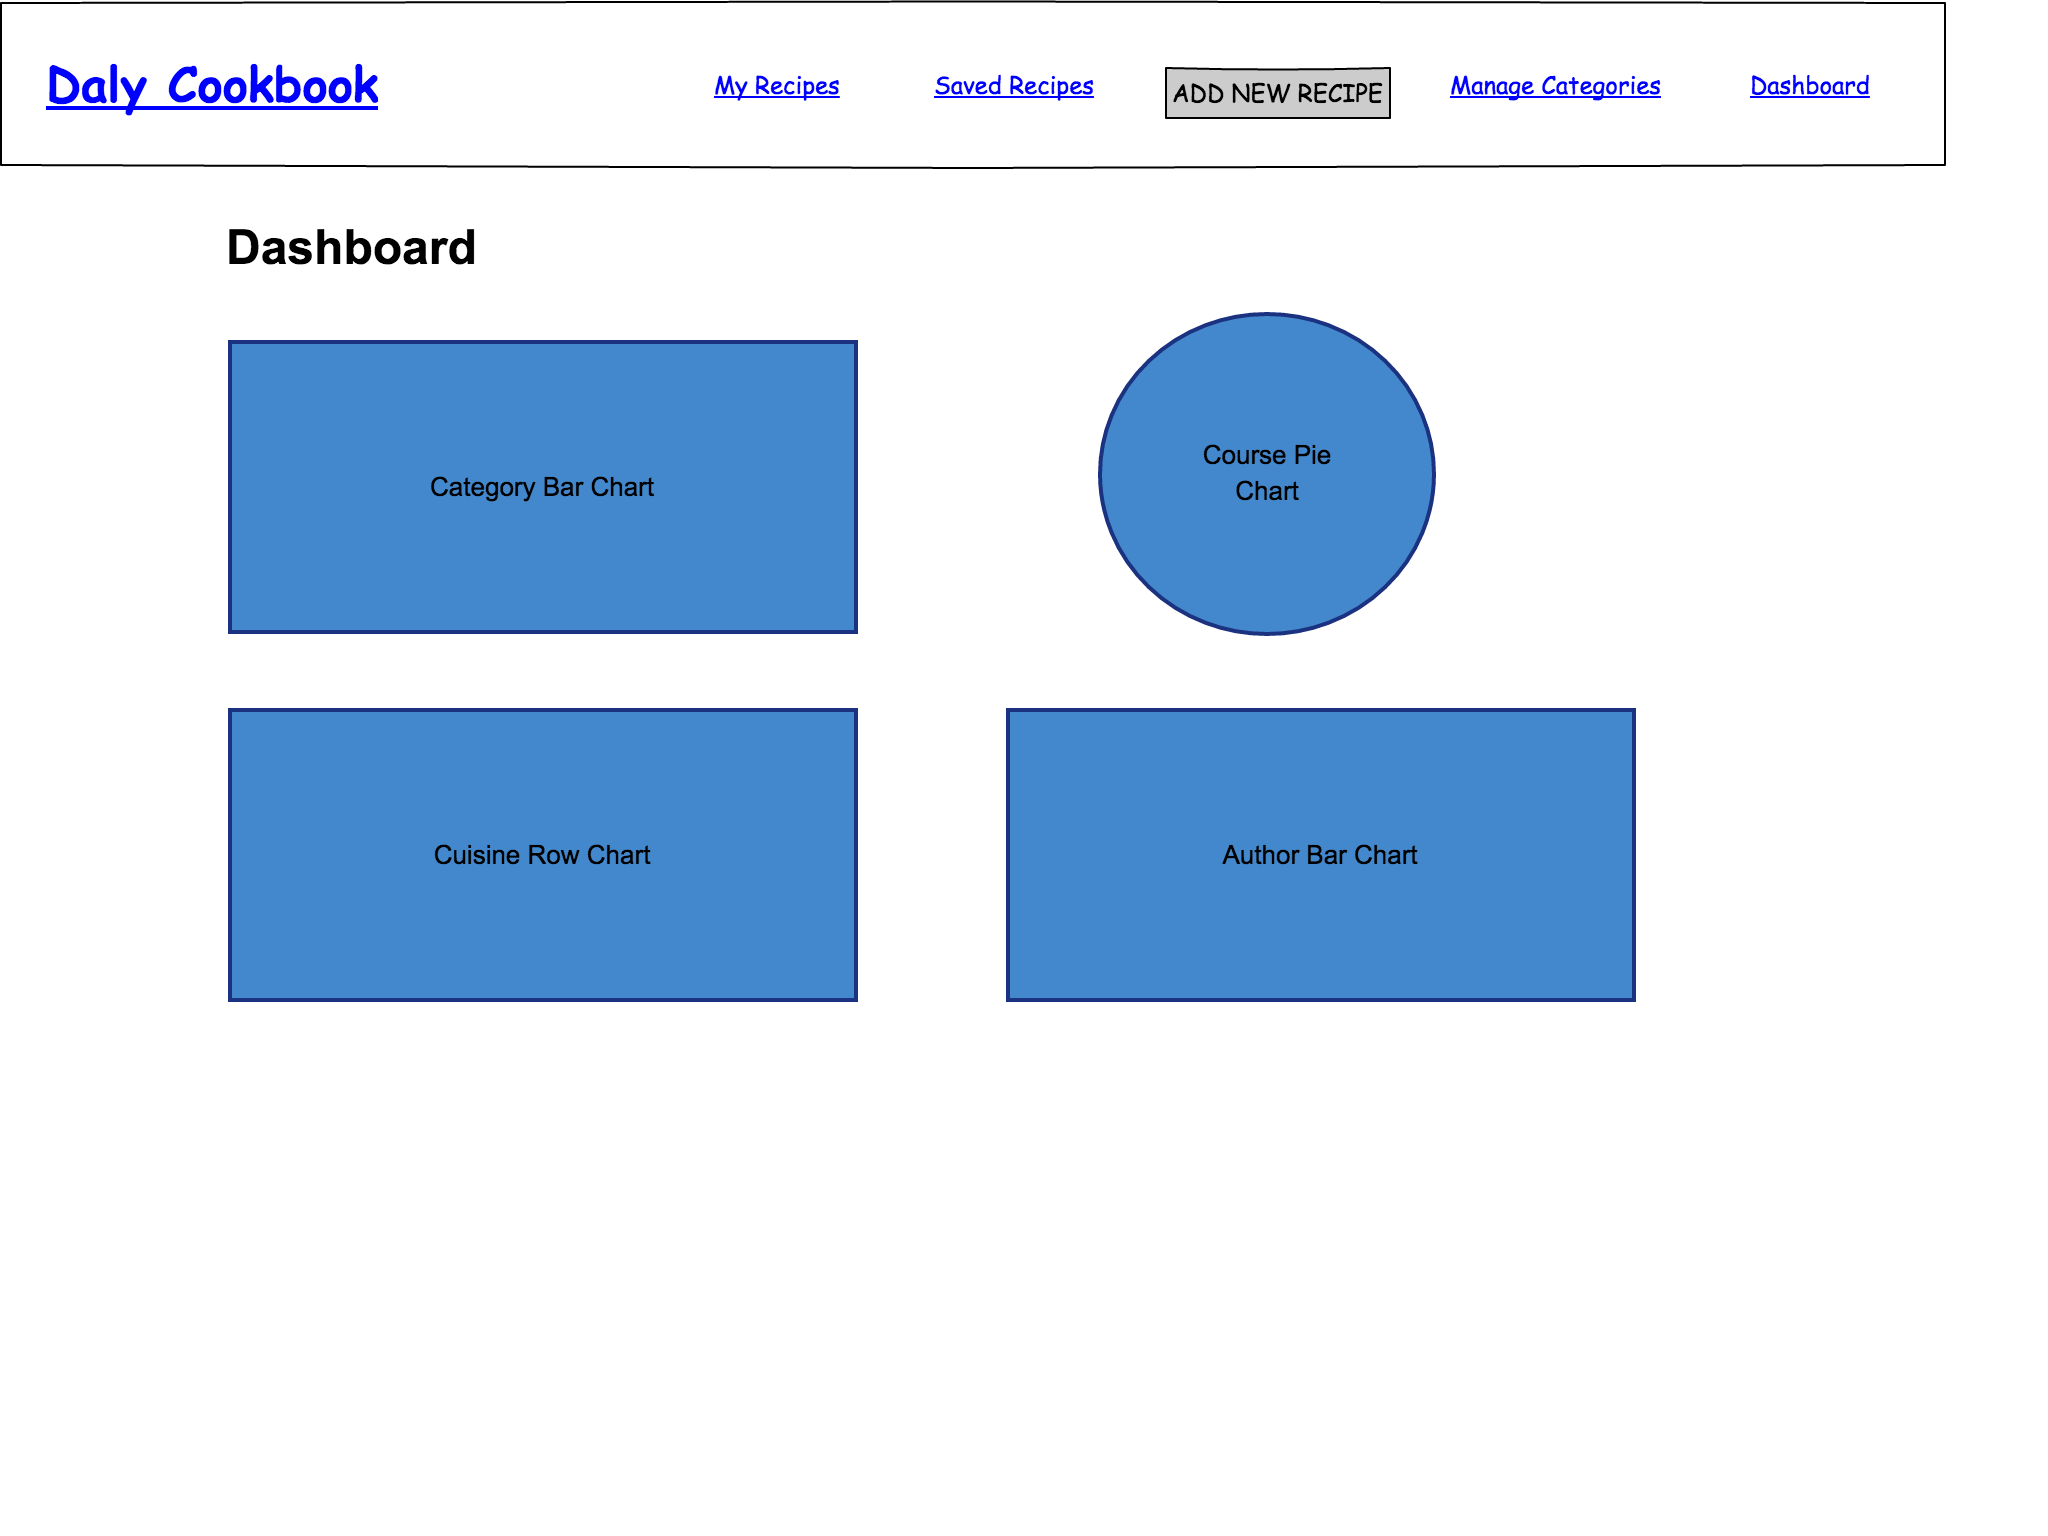 Daly Cookbook
My Recipes
Saved Recipes
ADD NEW RECIPE
Manage Categories
Dashboard
Dashboard
Category Bar Chart
Course Pie
Chart
Cuisine Row Chart
Author Bar Chart